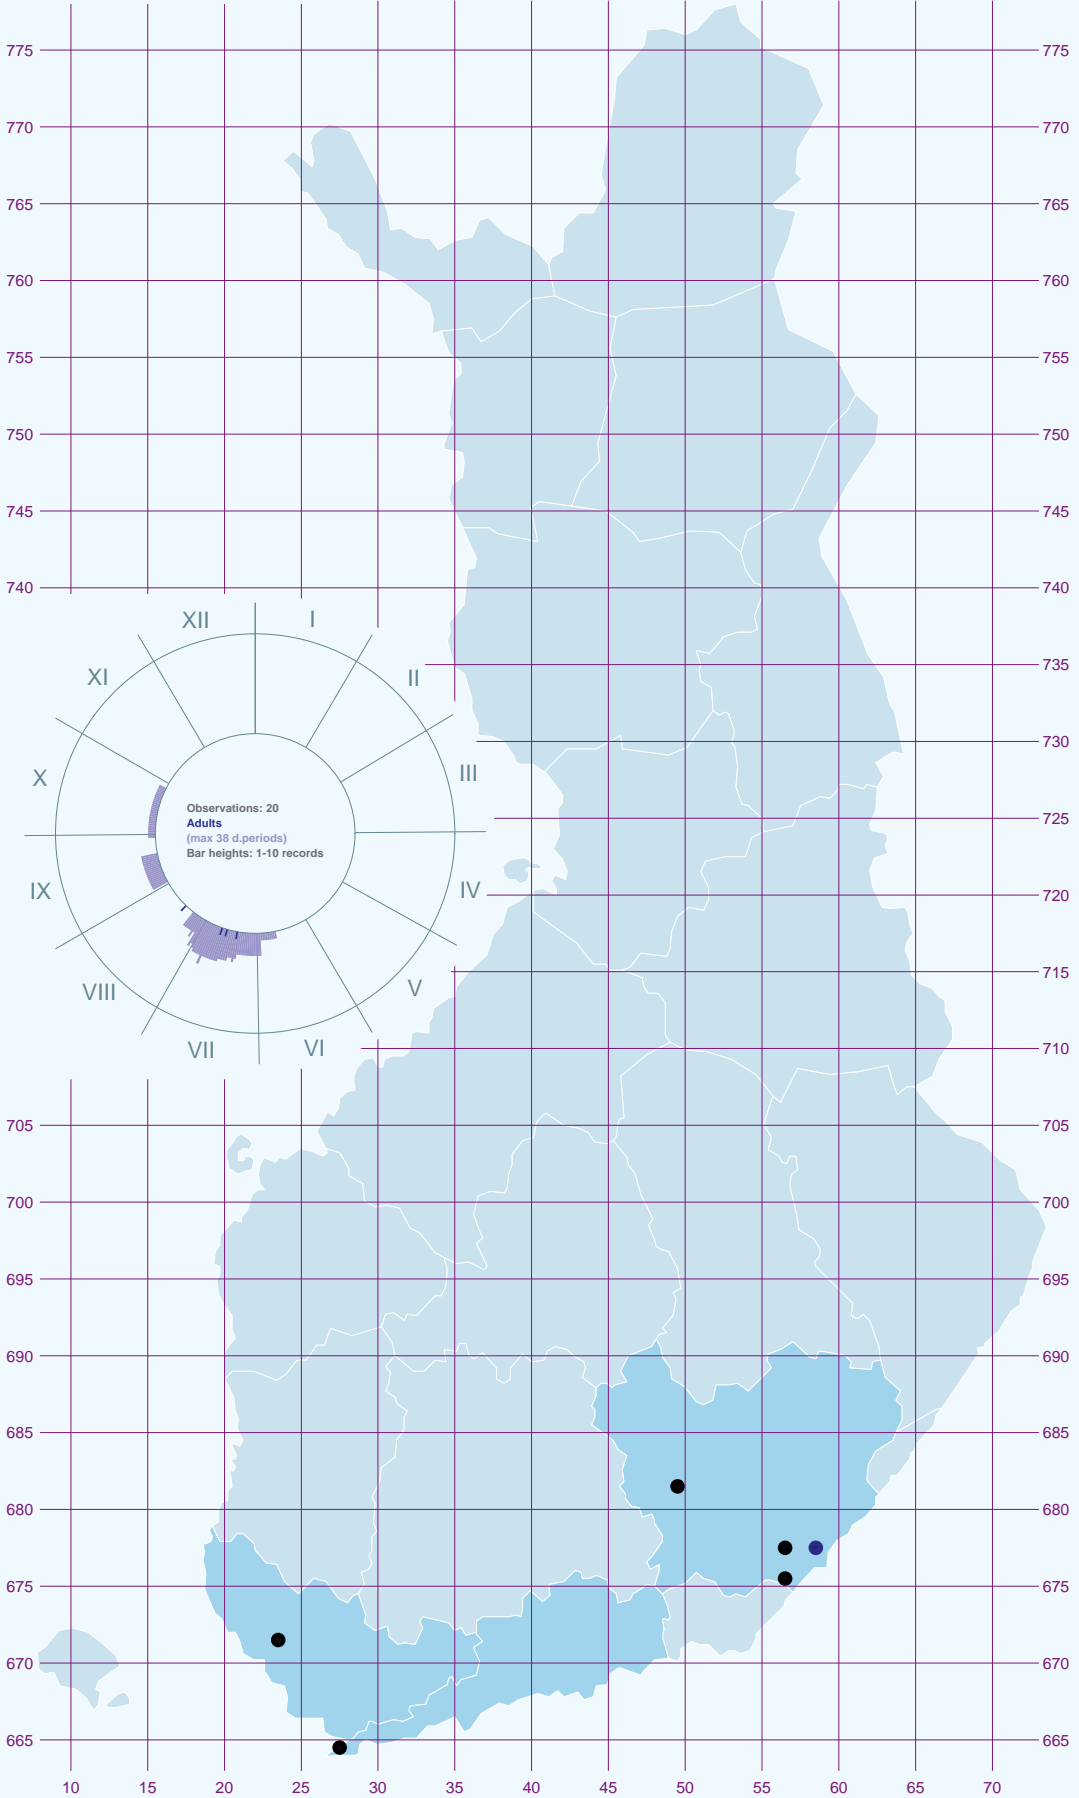 775 775
770 770
765 765
760 760
755 755
750 750
745 745
740 740
735
730
725
720
715
710
705 705
700 700
695 695
690 690
685 685
680 680
675 675
670 670
665 665
10 15 20 25 30 35 40 45 50 55 60 65 70
XII I
XI II
X III
IX IV
VIII V
VII VI
Observations: 20
Adults
(max 38 d.periods)
Bar heights: 1-10 records